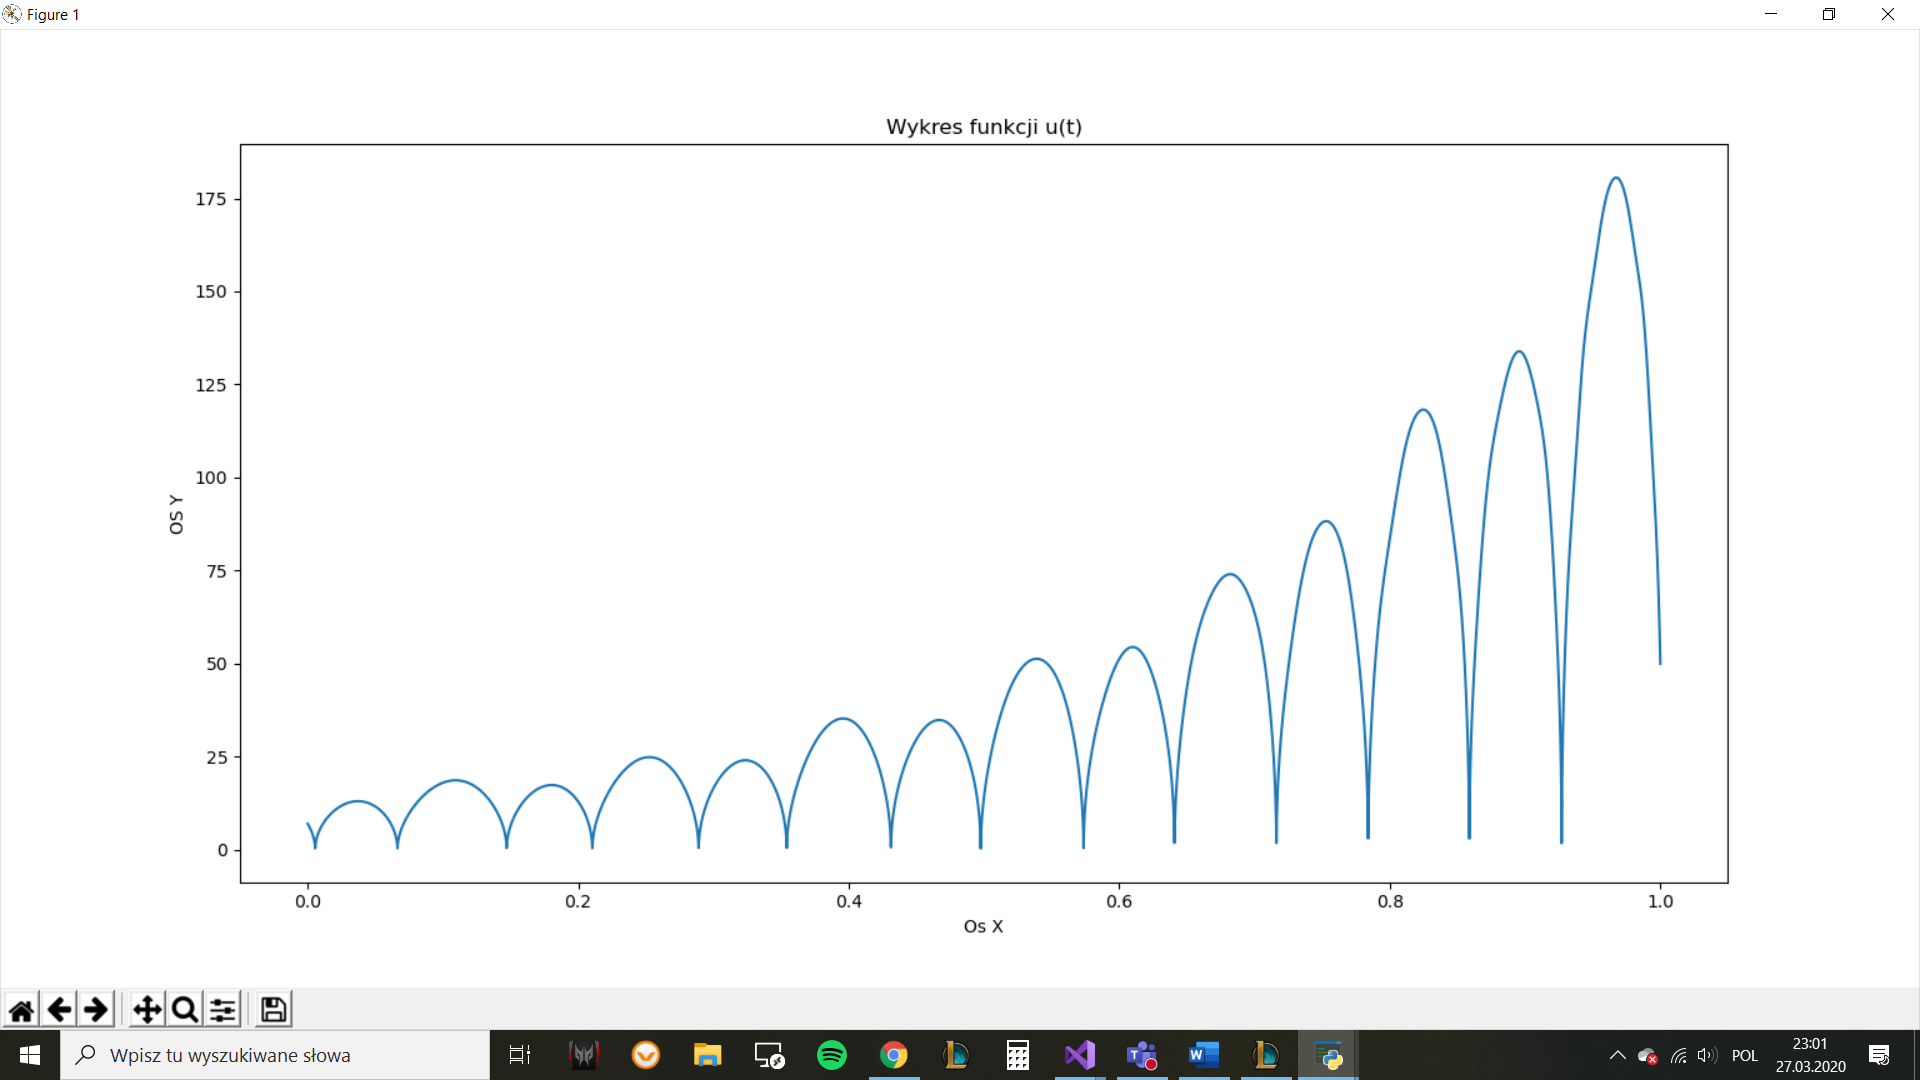 Figure 1
Wykres funkcji u(t)
175
150
125
100
75
50
25
0
OS Y
0.0 0.2 0.4 0.6 0.8 1.0
Os X
Wpisz tu wyszukiwane słowa
POL
23:01
27.03.2020